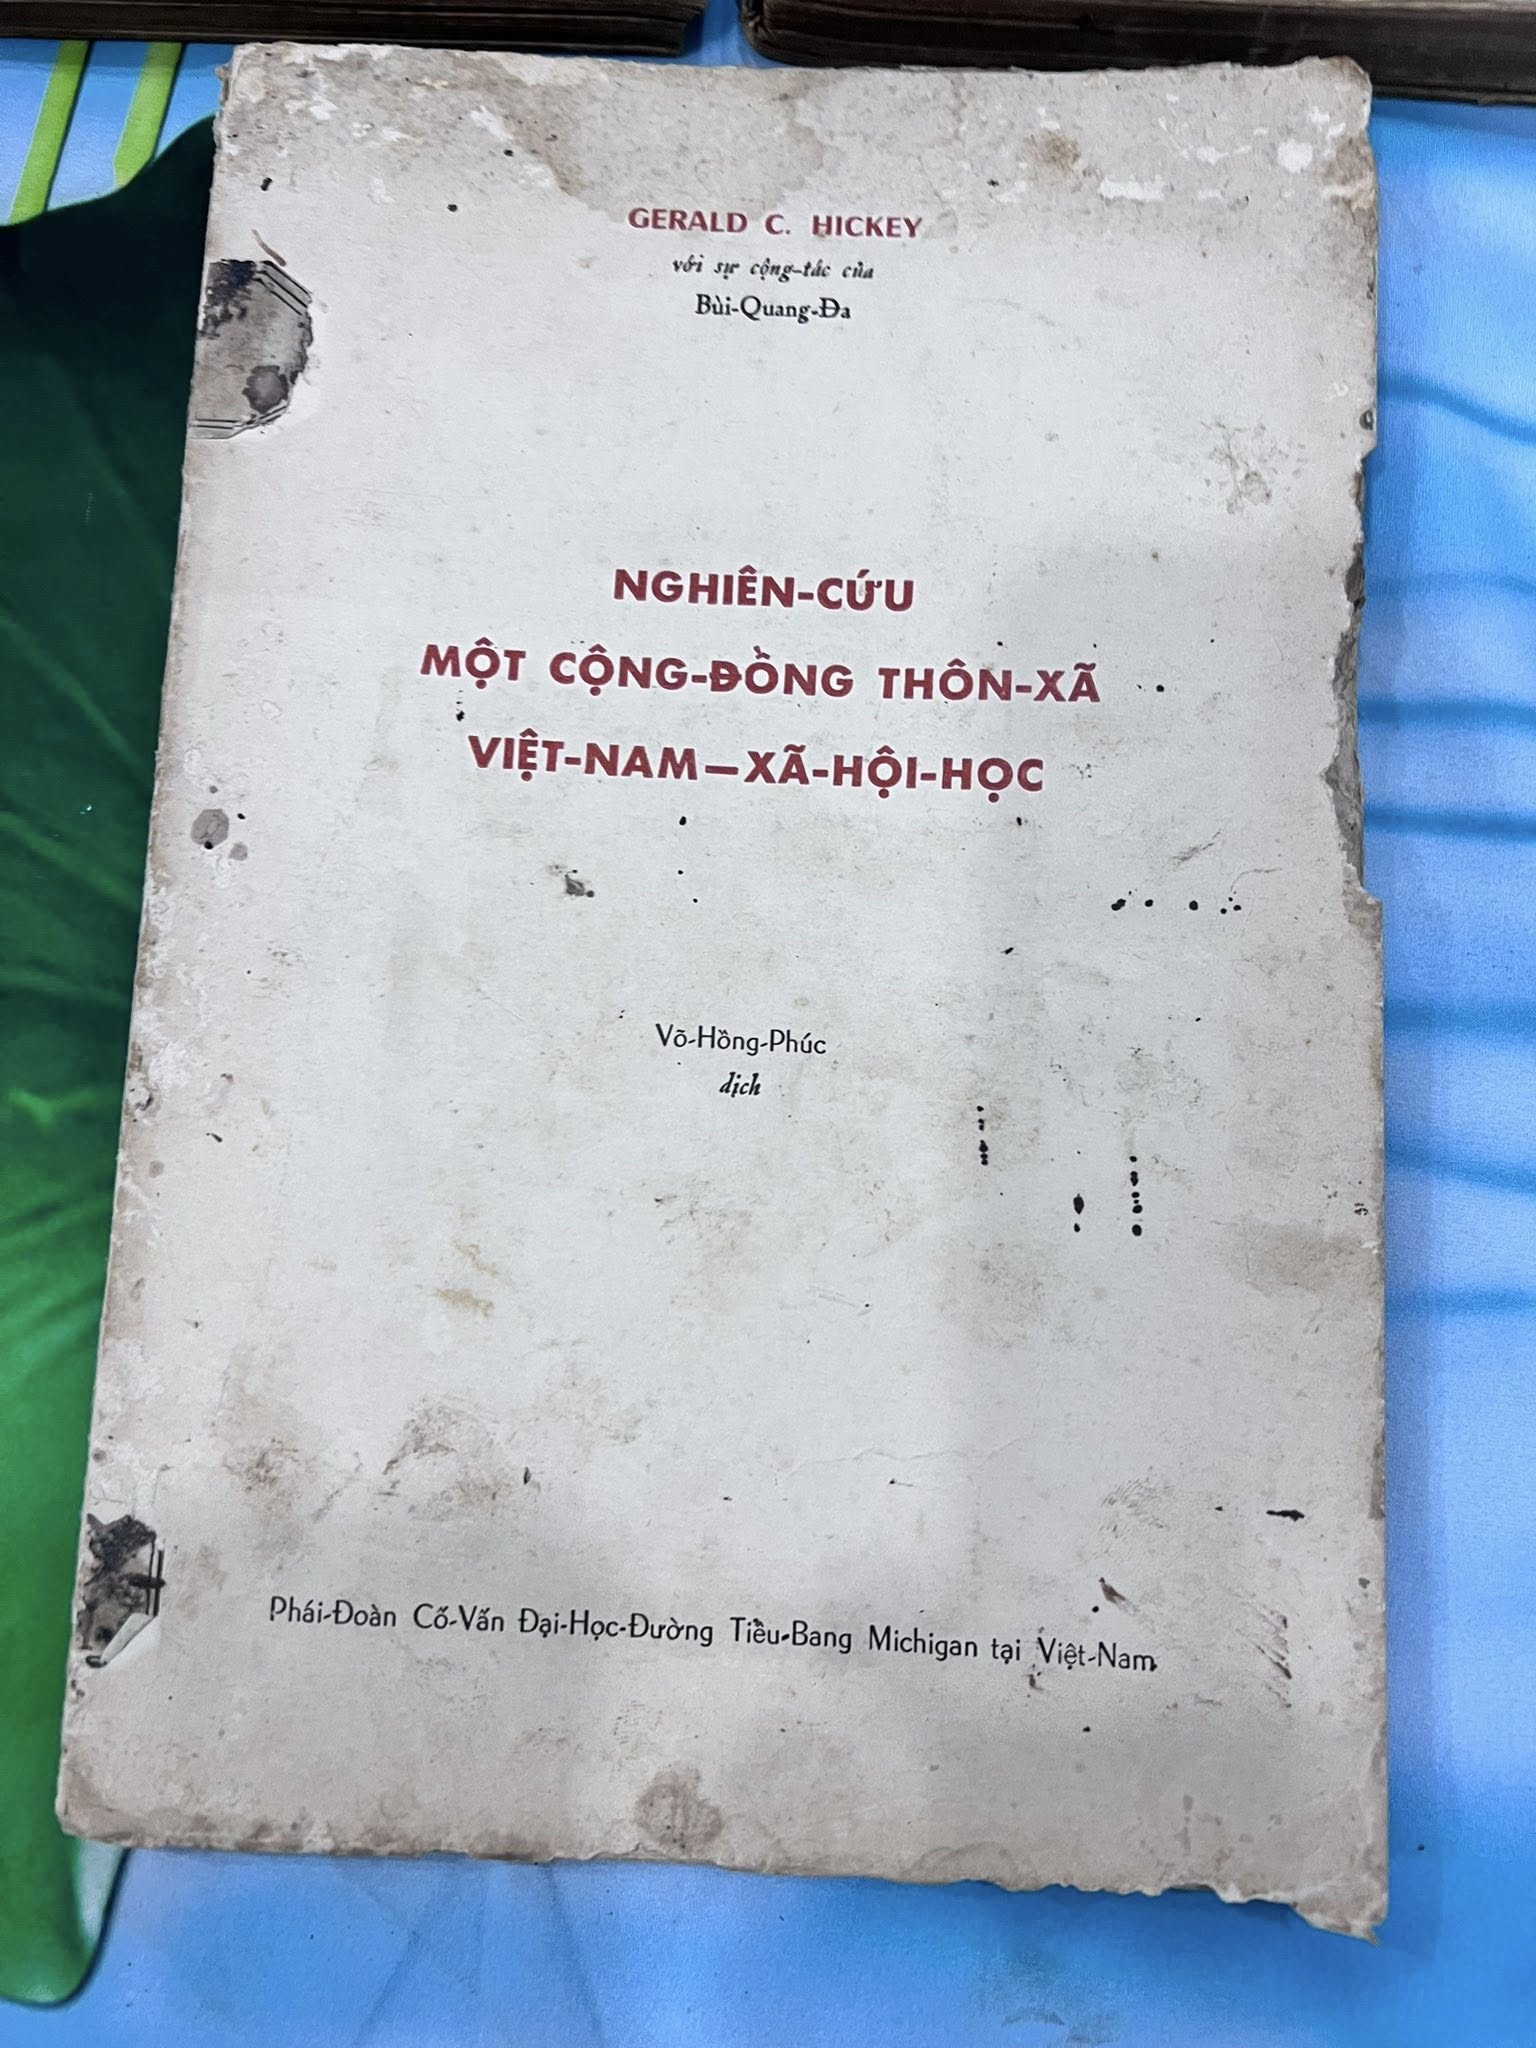 GERALD C. HICKEY
với sự cộng-tác của
Bùi-Quang-Đa
NGHIÊN-CỨU
MỘT CỘNG-ĐỒNG THÔN-XÃ
VIỆT-NAM — XÃ-HỘI-HỌC
Võ-Hồng-Phúc
dịch
Phái-Đoàn Cố-Vấn Đại-Học-Đường Tiểu-Bang Michigan tại Việt-Nam